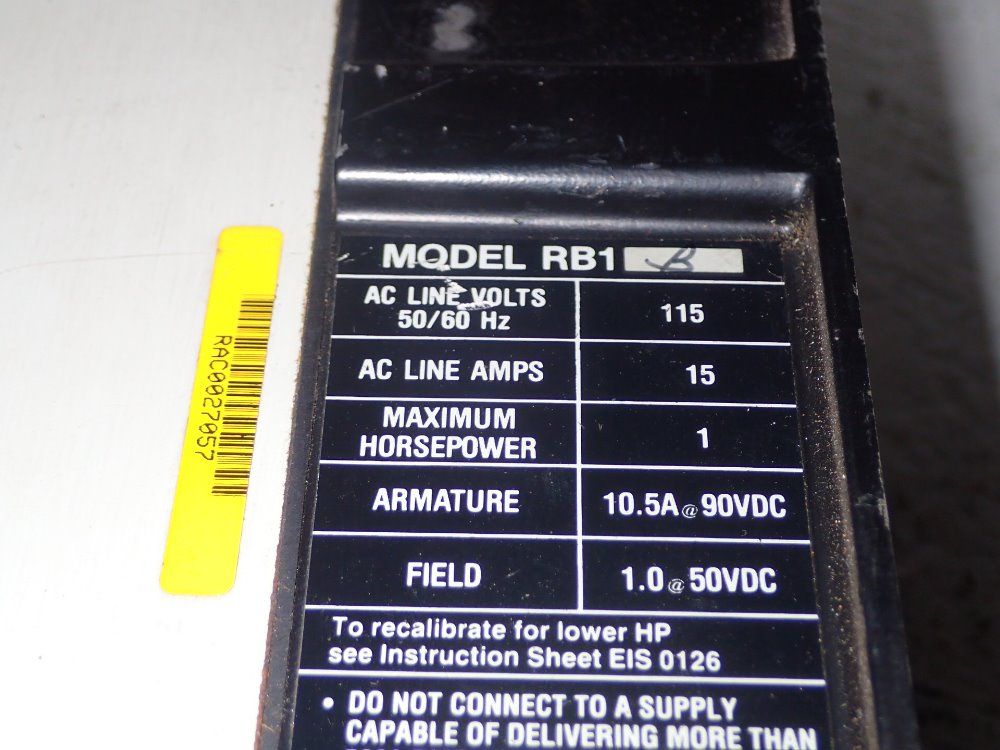 MODEL RB1 B
AC LINE VOLTS
50/60 Hz
115
AC LINE AMPS
15
MAXIMUM
HORSEPOWER
1
ARMATURE
10.5A@90VDC
FIELD
1.0@50VDC
To recalibrate for lower HP
see Instruction Sheet EIS 0126
• DO NOT CONNECT TO A SUPPLY
CAPABLE OF DELIVERING MORE THAN
RAC0027057